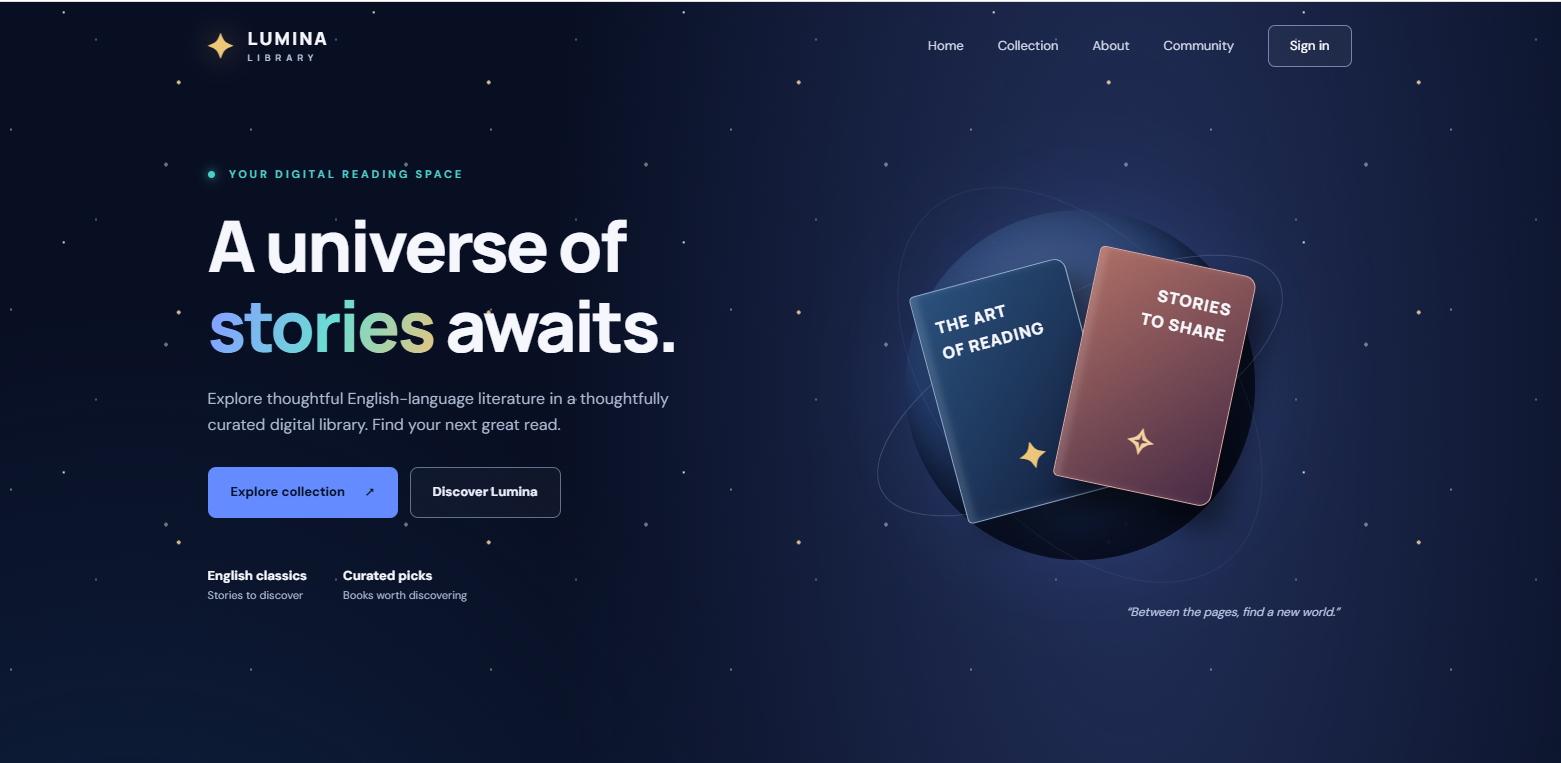 LUMINA
LIBRARY
Home
Collection
About
Community
Sign in
YOUR DIGITAL READING SPACE
A universe of
stories awaits.
Explore thoughtful English-language literature in a thoughtfully
curated digital library. Find your next great read.
Explore collection ↗
Discover Lumina
English classics
Stories to discover
Curated picks
Books worth discovering
THE ART
OF READING
STORIES
TO SHARE
“Between the pages, find a new world.”